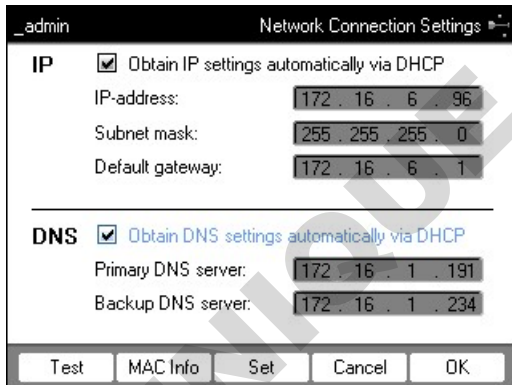 _admin Network Connection Settings
IP Obtain IP settings automatically via DHCP
IP-address: 172 . 16 . 6 . 96
Subnet mask: 255 . 255 . 255 . 0
Default gateway: 172 . 16 . 6 . 1
DNS Obtain DNS settings automatically via DHCP
Primary DNS server: 172 . 16 . 1 . 191
Backup DNS server: 172 . 16 . 1 . 234
Test MAC Info Set Cancel OK